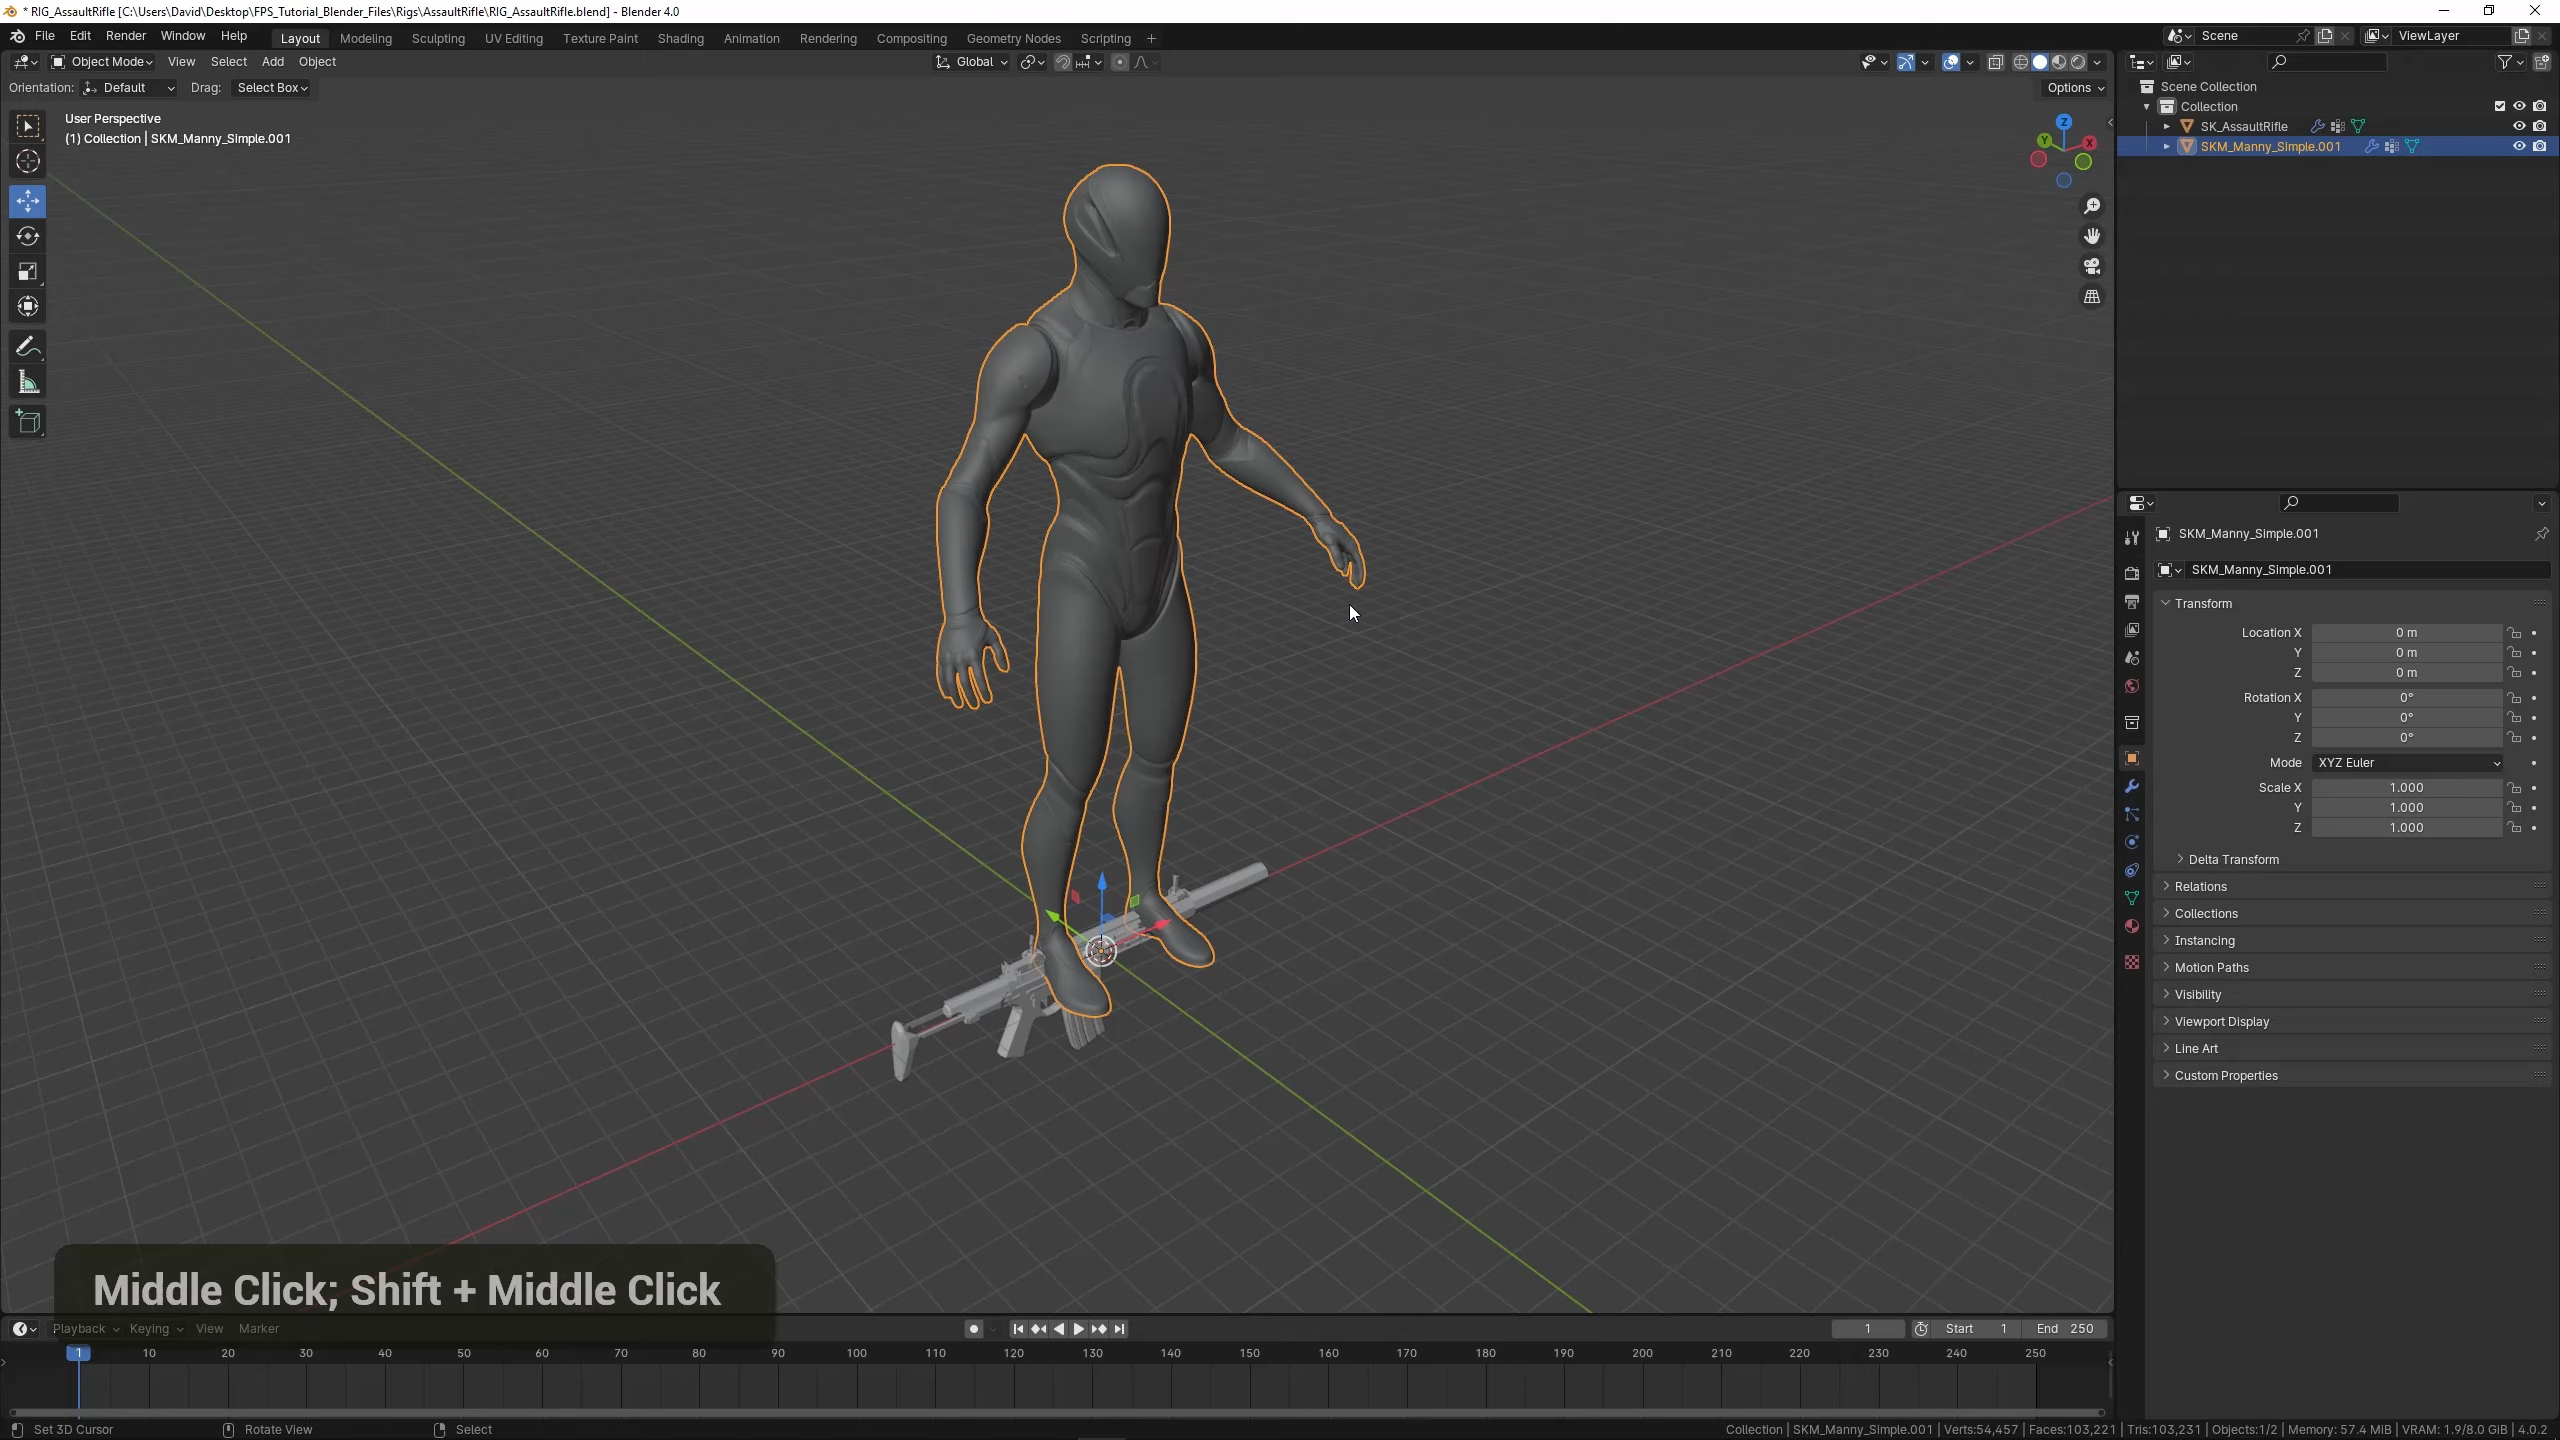 * RIG_AssaultRifle [C:\Users\David\Desktop\FPS_Tutorial_Blender_Files\Rigs\AssaultRifle\RIG_AssaultRifle.blend] - Blender 4.0
File Edit Render Window Help Layout Modeling Sculpting UV Editing Texture Paint Shading Animation Rendering Compositing Geometry Nodes Scripting + Scene ViewLayer
Object Mode View Select Add Object Global
Orientation: Default Drag: Select Box Options
User Perspective
(1) Collection | SKM_Manny_Simple.001
Z
Y
X
Scene Collection
Collection
SK_AssaultRifle
SKM_Manny_Simple.001
SKM_Manny_Simple.001
SKM_Manny_Simple.001
Transform
Location X 0 m
Y 0 m
Z 0 m
Rotation X 0°
Y 0°
Z 0°
Mode XYZ Euler
Scale X 1.000
Y 1.000
Z 1.000
Delta Transform
Relations
Collections
Instancing
Motion Paths
Visibility
Viewport Display
Line Art
Custom Properties
Middle Click; Shift + Middle Click
Playback Keying View Marker 1 Start 1 End 250
1 10 20 30 40 50 60 70 80 90 100 110 120 130 140 150 160 170 180 190 200 210 220 230 240 250
Set 3D Cursor Rotate View Select Collection | SKM_Manny_Simple.001 | Verts:54,457 | Faces:103,221 | Tris:103,231 | Objects:1/2 | Memory: 57.4 MiB | VRAM: 1.9/8.0 GiB | 4.0.2